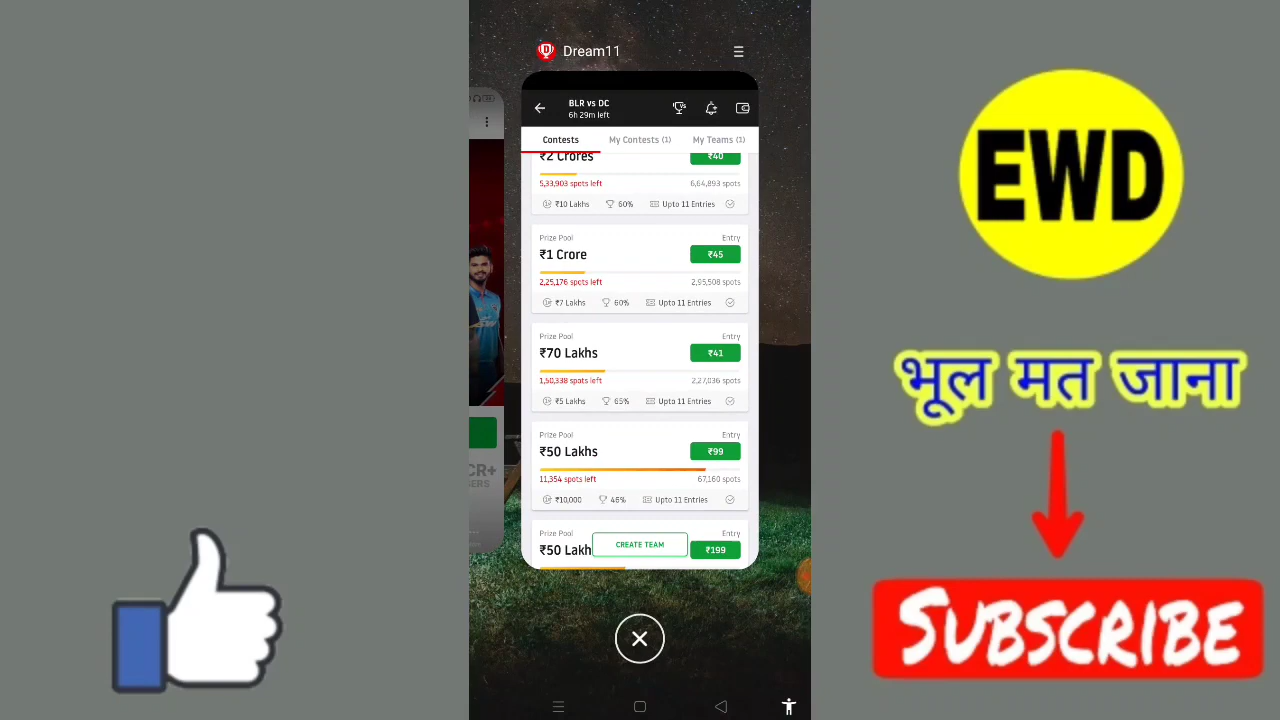 Dream11
BLR vs DC
6h 29m left
Contests
My Contests (1)
My Teams (1)
₹2 Crores
₹40
5,33,903 spots left
6,64,893 spots
₹10 Lakhs
60%
Upto 11 Entries
Prize Pool
Entry
₹1 Crore
₹45
2,25,176 spots left
2,95,508 spots
₹7 Lakhs
60%
Upto 11 Entries
Prize Pool
Entry
₹70 Lakhs
₹41
1,50,338 spots left
2,27,036 spots
₹5 Lakhs
65%
Upto 11 Entries
Prize Pool
Entry
₹50 Lakhs
₹99
11,354 spots left
67,160 spots
₹10,000
46%
Upto 11 Entries
Prize Pool
Entry
₹50 Lakh
CREATE TEAM
₹199
CR+
ERS
EWD
भूल मत जाना
SUBSCRIBE